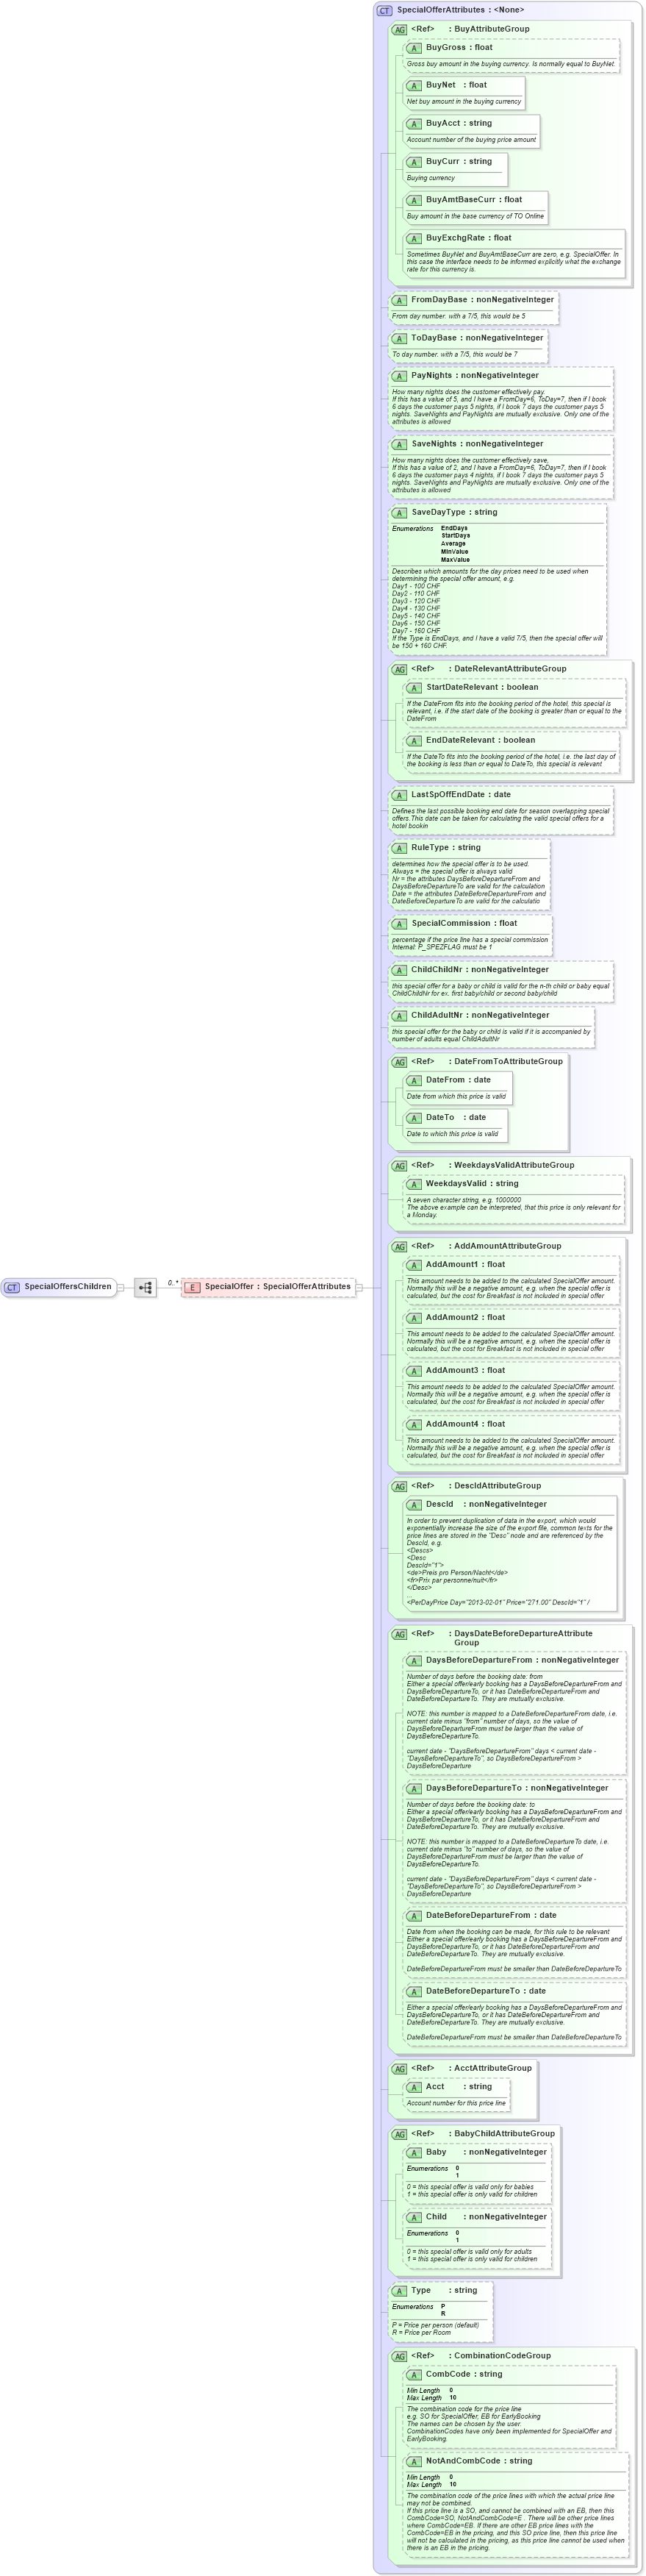 CT SpecialOfferAttributes : <None>
AG <Ref> : BuyAttributeGroup
A BuyGross : float
Gross buy amount in the buying currency. Is normally equal to BuyNet.
A BuyNet : float
Net buy amount in the buying currency
A BuyAcct : string
Account number of the buying price amount
A BuyCurr : string
Buying currency
A BuyAmtBaseCurr : float
Buy amount in the base currency of TO Online
A BuyExchgRate : float
Sometimes BuyNet and BuyAmtBaseCurr are zero, e.g. SpecialOffer. In
this case the interface needs to be informed explicitly what the exchange
rate for this currency is.
A FromDayBase : nonNegativeInteger
From day number. with a 7/5, this would be 5
A ToDayBase : nonNegativeInteger
To day number. with a 7/5, this would be 7
A PayNights : nonNegativeInteger
How many nights does the customer effectively pay.
If this has a value of 5, and I have a FromDay=6, ToDay=7, then if I book
6 days the customer pays 5 nights, if I book 7 days the customer pays 5
nights. SaveNights and PayNights are mutually exclusive. Only one of the
attributes is allowed
A SaveNights : nonNegativeInteger
How many nights does the customer effectively save.
If this has a value of 2, and I have a FromDay=6, ToDay=7, then if I book
6 days the customer pays 4 nights, if I book 7 days the customer pays 5
nights. SaveNights and PayNights are mutually exclusive. Only one of the
attributes is allowed
A SaveDayType : string
Enumerations EndDays
StartDays
Average
MinValue
MaxValue
Describes which amounts for the day prices need to be used when
determining the special offer amount, e.g.
Day1 - 100 CHF
Day2 - 110 CHF
Day3 - 120 CHF
Day4 - 130 CHF
Day5 - 140 CHF
Day6 - 150 CHF
Day7 - 160 CHF
If the Type is EndDays, and I have a valid 7/5, then the special offer will
be 150 + 160 CHF.
AG <Ref> : DateRelevantAttributeGroup
A StartDateRelevant : boolean
If the DateFrom fits into the booking period of the hotel, this special is
relevant, i.e. if the start date of the booking is greater than or equal to the
DateFrom
A EndDateRelevant : boolean
If the DateTo fits into the booking period of the hotel, i.e. the last day of
the booking is less than or equal to DateTo, this special is relevant
A LastSpOffEndDate : date
Defines the last possible booking end date for season overlapping special
offers.This date can be taken for calculating the valid special offers for a
hotel bookin
A RuleType : string
determines how the special offer is to be used.
Always = the special offer is always valid
Nr = the attributes DaysBeforeDepartureFrom and
DaysBeforeDepartureTo are valid for the calculation
Date = the attributes DateBeforeDepartureFrom and
DateBeforeDepartureTo are valid for the calculatio
A SpecialCommission : float
percentage if the price line has a special commission
Internal: P_SPEZFLAG must be 1
A ChildChildNr : nonNegativeInteger
this special offer for a baby or child is valid for the n-th child or baby equal
ChildChildNr for ex. first baby/child or second baby/child
A ChildAdultNr : nonNegativeInteger
this special offer for the baby or child is valid if it is accompanied by
number of adults equal ChildAdultNr
AG <Ref> : DateFromToAttributeGroup
A DateFrom : date
Date from which this price is valid
A DateTo : date
Date to which this price is valid
AG <Ref> : WeekdaysValidAttributeGroup
A WeekdaysValid : string
A seven character string, e.g. 1000000
The above example can be interpreted, that this price is only relevant for
a Monday.
AG <Ref> : AddAmountAttributeGroup
A AddAmount1 : float
This amount needs to be added to the calculated SpecialOffer amount.
Normally this will be a negative amount, e.g. when the special offer is
calculated, but the cost for Breakfast is not included in special offer
CT SpecialOffersChildren 0..* E SpecialOffer : SpecialOfferAttributes
A AddAmount2 : float
This amount needs to be added to the calculated SpecialOffer amount.
Normally this will be a negative amount, e.g. when the special offer is
calculated, but the cost for Breakfast is not included in special offer
A AddAmount3 : float
This amount needs to be added to the calculated SpecialOffer amount.
Normally this will be a negative amount, e.g. when the special offer is
calculated, but the cost for Breakfast is not included in special offer
A AddAmount4 : float
This amount needs to be added to the calculated SpecialOffer amount.
Normally this will be a negative amount, e.g. when the special offer is
calculated, but the cost for Breakfast is not included in special offer
AG <Ref> : DescIdAttributeGroup
A DescId : nonNegativeInteger
In order to prevent duplication of data in the export, which would
exponentially increase the size of the export file, common texts for the
price lines are stored in the "Desc" node and are referenced by the
DescId, e.g.
<Descs>
<Desc
DescId="1">
<de>Preis pro Person/Nacht</de>
<fr>Prix par personne/nuit</fr>
</Desc>
...
<PerDayPrice Day="2013-02-01" Price="271.00" DescId="1" /
AG <Ref> : DaysDateBeforeDepartureAttribute
Group
A DaysBeforeDepartureFrom : nonNegativeInteger
Number of days before the booking date: from
Either a special offer/early booking has a DaysBeforeDepartureFrom and
DaysBeforeDepartureTo, or it has DateBeforeDepartureFrom and
DateBeforeDepartureTo. They are mutually exclusive.
NOTE: this number is mapped to a DateBeforeDepartureFrom date, i.e.
current date minus "from" number of days, so the value of
DaysBeforeDepartureFrom must be larger than the value of
DaysBeforeDepartureTo.
current date - "DaysBeforeDepartureFrom" days < current date -
"DaysBeforeDepartureTo", so DaysBeforeDepartureFrom >
DaysBeforeDeparture
A DaysBeforeDepartureTo : nonNegativeInteger
Number of days before the booking date: to
Either a special offer/early booking has a DaysBeforeDepartureFrom and
DaysBeforeDepartureTo, or it has DateBeforeDepartureFrom and
DateBeforeDepartureTo. They are mutually exclusive.
NOTE: this number is mapped to a DateBeforeDepartureTo date, i.e.
current date minus "to" number of days, so the value of
DaysBeforeDepartureFrom must be larger than the value of
DaysBeforeDepartureTo.
current date - "DaysBeforeDepartureFrom" days < current date -
"DaysBeforeDepartureTo", so DaysBeforeDepartureFrom >
DaysBeforeDeparture
A DateBeforeDepartureFrom : date
Date from when the booking can be made, for this rule to be relevant
Either a special offer/early booking has a DaysBeforeDepartureFrom and
DaysBeforeDepartureTo, or it has DateBeforeDepartureFrom and
DateBeforeDepartureTo. They are mutually exclusive.
DateBeforeDepartureFrom must be smaller than DateBeforeDepartureTo
A DateBeforeDepartureTo : date
Either a special offer/early booking has a DaysBeforeDepartureFrom and
DaysBeforeDepartureTo, or it has DateBeforeDepartureFrom and
DateBeforeDepartureTo. They are mutually exclusive.
DateBeforeDepartureFrom must be smaller than DateBeforeDepartureTo
AG <Ref> : AcctAttributeGroup
A Acct : string
Account number for this price line
AG <Ref> : BabyChildAttributeGroup
A Baby : nonNegativeInteger
Enumerations 0
1
0 = this special offer is valid only for babies
1 = this special offer is only valid for children
A Child : nonNegativeInteger
Enumerations 0
1
0 = this special offer is valid only for adults
1 = this special offer is only valid for children
A Type : string
Enumerations P
R
P = Price per person (default)
R = Price per Room
AG <Ref> : CombinationCodeGroup
A CombCode : string
Min Length 0
Max Length 10
The combination code for the price line
e.g. SO for SpecialOffer, EB for EarlyBooking
The names can be chosen by the user.
CombinationCodes have only been implemented for SpecialOffer and
EarlyBooking.
A NotAndCombCode : string
Min Length 0
Max Length 10
The combination code of the price lines with which the actual price line
may not be combined.
If this price line is a SO, and cannot be combined with an EB, then this
CombCode=SO, NotAndCombCode=E . There will be other price lines
where CombCode=EB. If there are other EB price lines with the
CombCode=EB in the pricing, and this SO price line, then this price line
will not be calculated in the pricing, as this price line cannot be used when
there is an EB in the pricing.